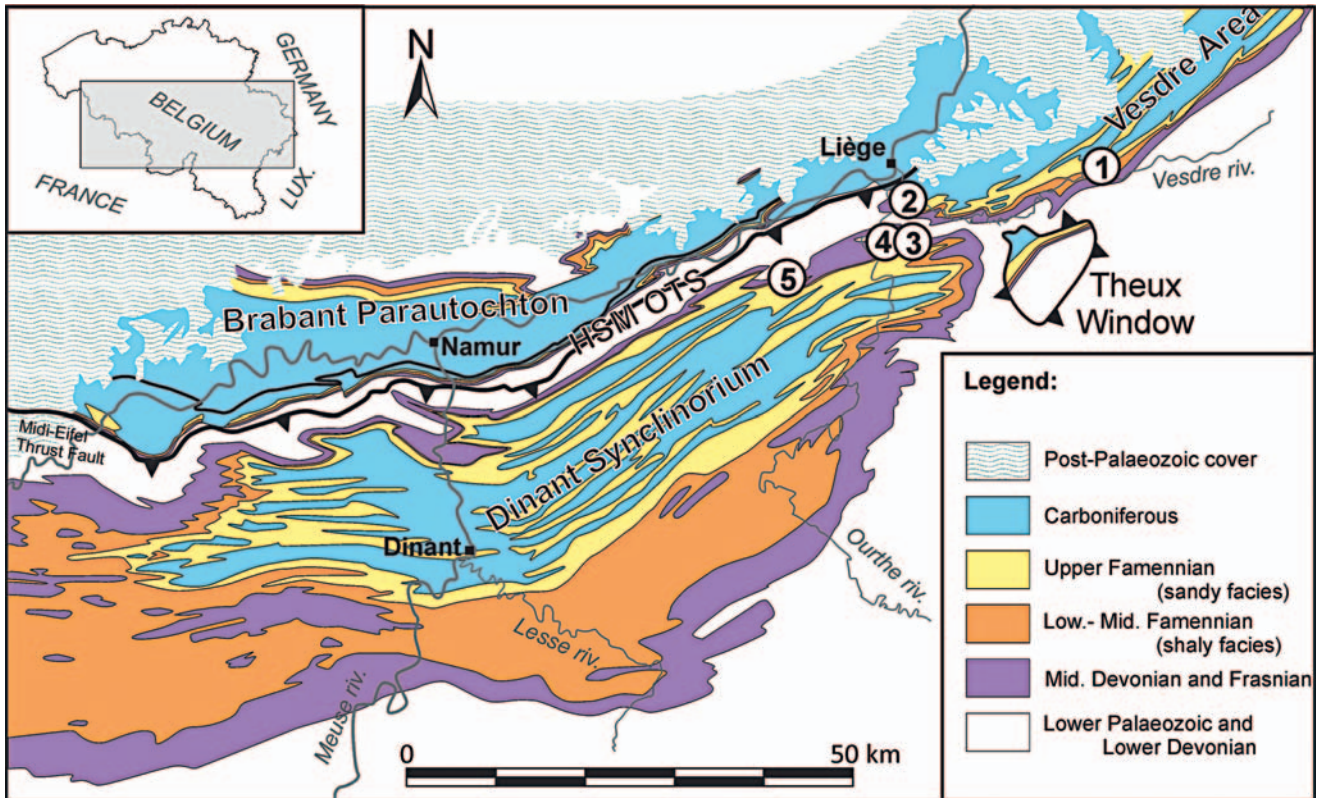 GERMANY
BELGIUM
FRANCE
LUX.
N
Vesdre Area
Liège
1
Vesdre riv.
2
4
3
5
Theux
Window
HSM OTS
Brabant Parautochton
Namur
Midi-Eifel
Thrust Fault
Dinant Synclinorium
Dinant
Ourthe riv.
Lesse riv.
Meuse riv.
0
50 km
Legend:
Post-Palaeozoic cover
Carboniferous
Upper Famennian
(sandy facies)
Low.- Mid. Famennian
(shaly facies)
Mid. Devonian and Frasnian
Lower Palaeozoic and
Lower Devonian